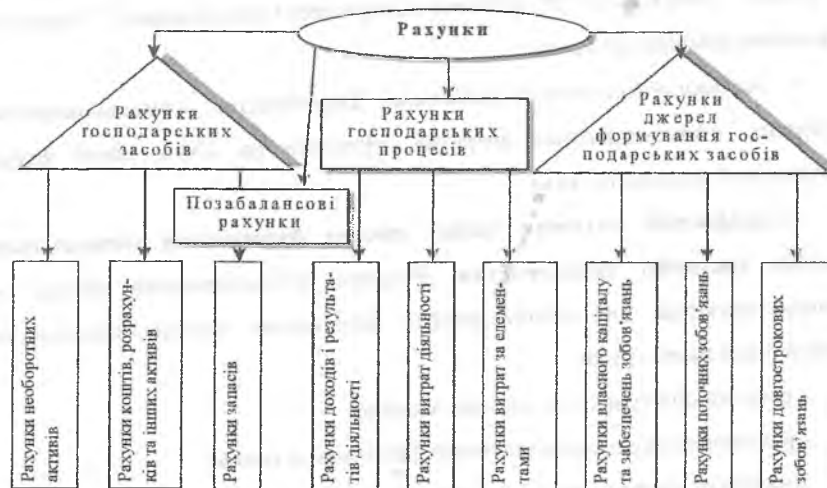 Рахунки
Рахунки
господарських
засобів
Рахунки
господарських
процесів
Рахунки
джерел
формування гос-
подарських засобів
Позабалансові
рахунки
Рахунки необоротних
активів
Рахунки коштів, розрахун-
ків та інших активів
Рахунки запасів
Рахунки доходів і результа-
тів діяльності
Рахунки витрат діяльності
Рахунки витрат за елемен-
тами
Рахунки власного капіталу
та забезпечень зобов’язань
Рахунки поточних зобов’язань
Рахунки довгострокових
зобов’язань